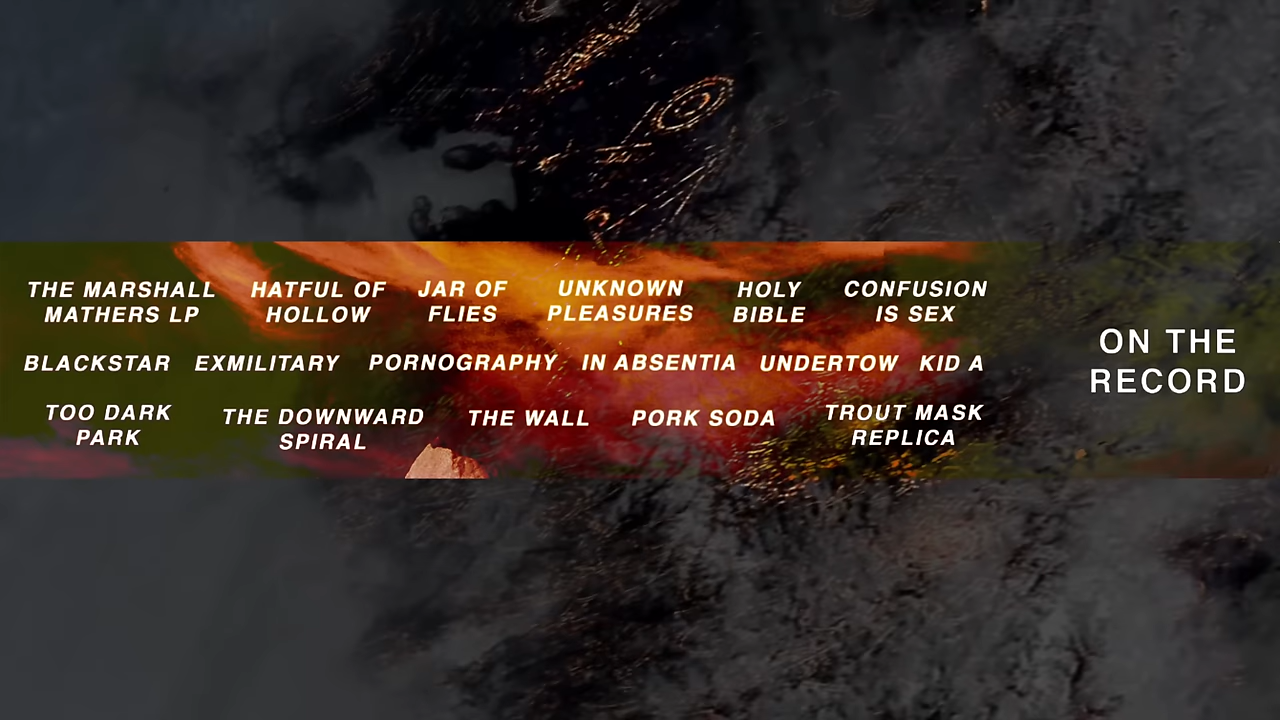 THE MARSHALL
MATHERS LP
HATFUL OF
HOLLOW
JAR OF
FLIES
UNKNOWN
PLEASURES
HOLY
BIBLE
CONFUSION
IS SEX
BLACKSTAR
EXMILITARY
PORNOGRAPHY
IN ABSENTIA
UNDERTOW
KID A
TOO DARK
PARK
THE DOWNWARD
SPIRAL
THE WALL
PORK SODA
TROUT MASK
REPLICA
ON THE
RECORD